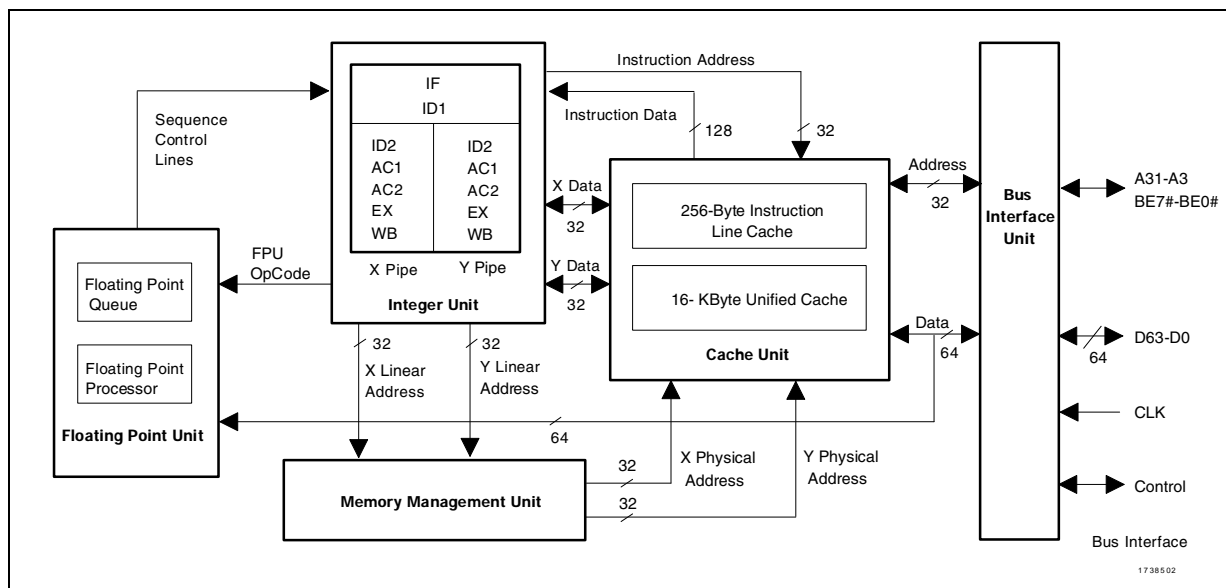 Sequence
Control
Lines
IF
ID1
ID2
AC1
AC2
EX
WB
ID2
AC1
AC2
EX
WB
X Pipe
Y Pipe
Integer Unit
Instruction Address
Instruction Data
128
32
X Data
32
Y Data
32
256-Byte Instruction
Line Cache
16- KByte Unified Cache
Cache Unit
Address
32
Data
64
Bus
Interface
Unit
A31-A3
BE7#-BE0#
64
D63-D0
CLK
Control
Bus Interface
FPU
OpCode
Floating Point
Queue
Floating Point
Processor
Floating Point Unit
32
X Linear
Address
32
Y Linear
Address
64
Memory Management Unit
32
32
X Physical
Address
Y Physical
Address
1738502